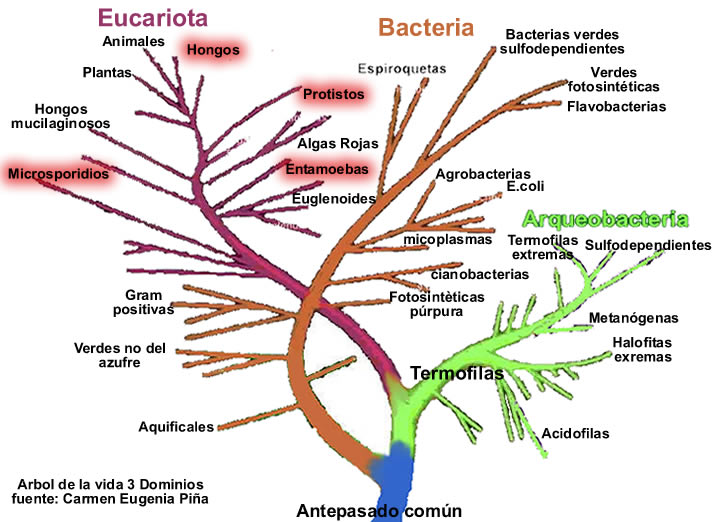 Eucariota
Animales
Hongos
Plantas
Hongos
mucilaginosos
Microsporidios
Protistos
Algas Rojas
Entamoebas
Euglenoides
Bacteria
Espiroquetas
Bacterias verdes
sulfodependientes
Verdes
fotosintéticas
Flavobacterias
Agrobacterias
E.coli
micoplasmas
cianobacterias
Fotosintèticas
púrpura
Gram
positivas
Verdes no del
azufre
Aquificales
Arqueobacteria
Termofilas
extremas
Sulfodependientes
Metanógenas
Halofitas
exremas
Termofilas
Acidofilas
Arbol de la vida 3 Dominios
fuente: Carmen Eugenia Piña
Antepasado común